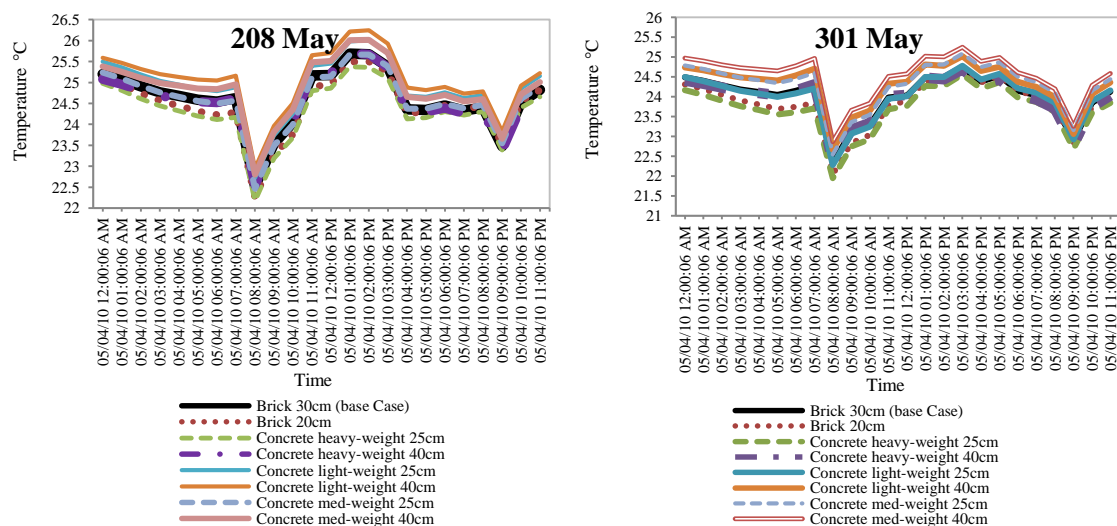 208 May
Temperature °C
26.5
26
25.5
25
24.5
24
23.5
23
22.5
22
05/04/10 12:00:06 AM
05/04/10 01:00:06 AM
05/04/10 02:00:06 AM
05/04/10 03:00:06 AM
05/04/10 04:00:06 AM
05/04/10 05:00:06 AM
05/04/10 06:00:06 AM
05/04/10 07:00:06 AM
05/04/10 08:00:06 AM
05/04/10 09:00:06 AM
05/04/10 10:00:06 AM
05/04/10 11:00:06 AM
05/04/10 12:00:06 PM
05/04/10 01:00:06 PM
05/04/10 02:00:06 PM
05/04/10 03:00:06 PM
05/04/10 04:00:06 PM
05/04/10 05:00:06 PM
05/04/10 06:00:06 PM
05/04/10 07:00:06 PM
05/04/10 08:00:06 PM
05/04/10 09:00:06 PM
05/04/10 10:00:06 PM
05/04/10 11:00:06 PM
Time
Brick 30cm (base Case)
Brick 20cm
Concrete heavy-weight 25cm
Concrete heavy-weight 40cm
Concrete light-weight 25cm
Concrete light-weight 40cm
Concrete med-weight 25cm
Concrete med-weight 40cm
301 May
Temperature °C
26
25.5
25
24.5
24
23.5
23
22.5
22
21.5
21
05/04/10 12:00:06 AM
05/04/10 01:00:06 AM
05/04/10 02:00:06 AM
05/04/10 03:00:06 AM
05/04/10 04:00:06 AM
05/04/10 05:00:06 AM
05/04/10 06:00:06 AM
05/04/10 07:00:06 AM
05/04/10 08:00:06 AM
05/04/10 09:00:06 AM
05/04/10 10:00:06 AM
05/04/10 11:00:06 AM
05/04/10 12:00:06 PM
05/04/10 01:00:06 PM
05/04/10 02:00:06 PM
05/04/10 03:00:06 PM
05/04/10 04:00:06 PM
05/04/10 05:00:06 PM
05/04/10 06:00:06 PM
05/04/10 07:00:06 PM
05/04/10 08:00:06 PM
05/04/10 09:00:06 PM
05/04/10 10:00:06 PM
05/04/10 11:00:06 PM
Time
Brick 30cm (base Case)
Brick 20cm
Concrete heavy-weight 25cm
Concrete heavy-weight 40cm
Concrete light-weight 25cm
Concrete light-weight 40cm
Concrete med-weight 25cm
Concrete med-weight 40cm